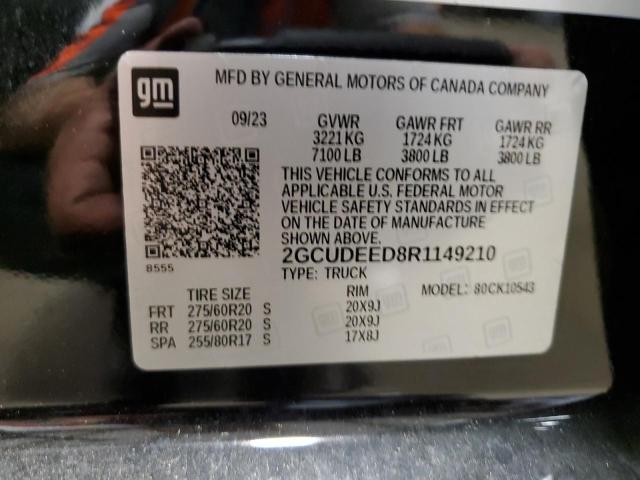 gm
MFD BY GENERAL MOTORS OF CANADA COMPANY
09/23 GVWR GAWR FRT GAWR RR
3221 KG 1724 KG 1724 KG
7100 LB 3800 LB 3800 LB
THIS VEHICLE CONFORMS TO ALL
APPLICABLE U.S. FEDERAL MOTOR
VEHICLE SAFETY STANDARDS IN EFFECT
ON THE DATE OF MANUFACTURE
SHOWN ABOVE.
8555
2GCUDEED8R1149210
TYPE: TRUCK
TIRE SIZE RIM MODEL: 80CK10543
FRT 275/60R20 S 20X9J
RR 275/60R20 S 20X9J
SPA 255/80R17 S 17X8J